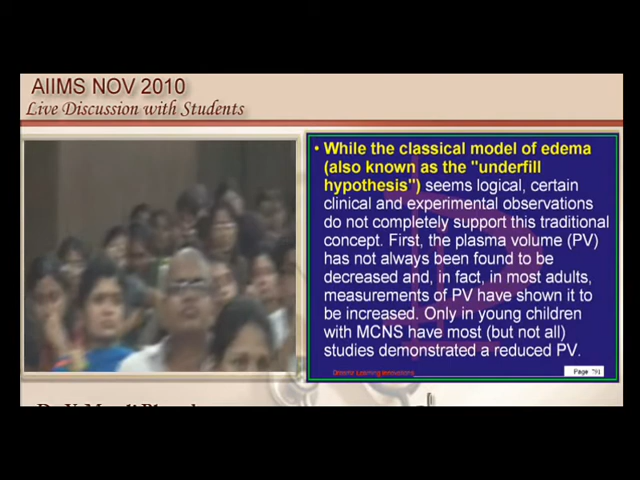 AIIMS NOV 2010
Live Discussion with Students
• While the classical model of edema
(also known as the "underfill
hypothesis") seems logical, certain
clinical and experimental observations
do not completely support this traditional
concept. First, the plasma volume (PV)
has not always been found to be
decreased and, in fact, in most adults,
measurements of PV have shown it to
be increased. Only in young children
with MCNS have most (but not all)
studies demonstrated a reduced PV.
Learning Innovations
Page